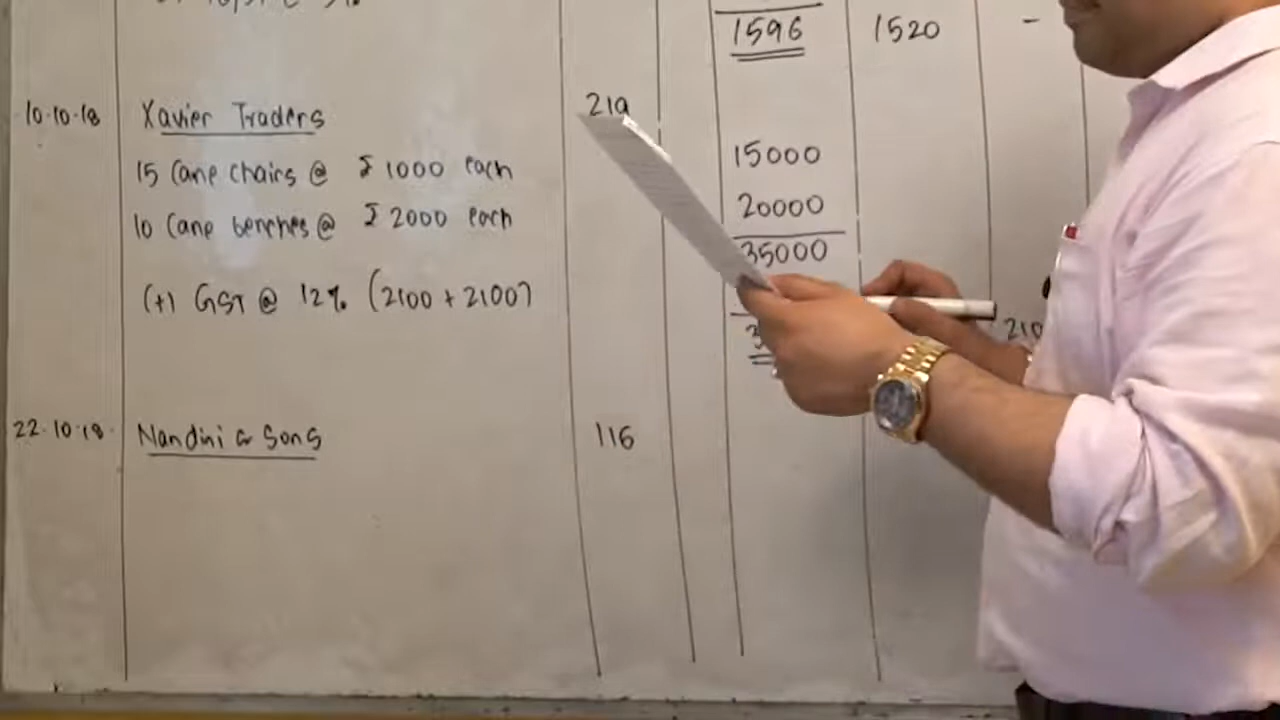 1596 1520 -
10-10-18 Xavier Traders 219
15 Cane chairs @ ₹ 1000 each 15000
10 Cane benches @ ₹ 2000 each 20000
35000
(+) GST @ 12% (2100 + 2100)
22-10-18 Nandini & Sons 116